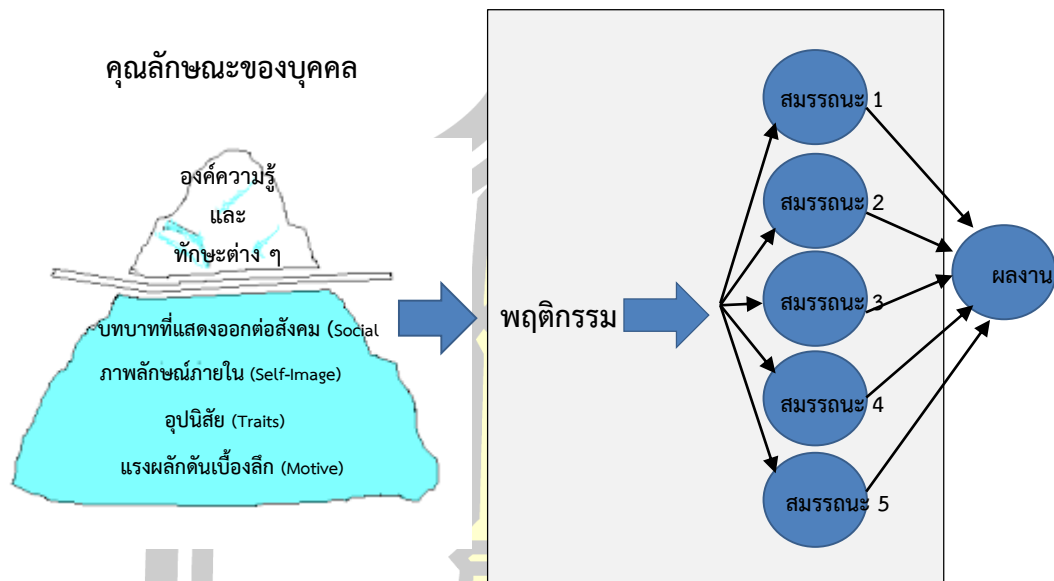 คุณลักษณะของบุคคล
องค์ความรู้
และ
ทักษะต่าง ๆ
บทบาทที่แสดงออกต่อสังคม (Social
ภาพลักษณ์ภายใน (Self-Image)
อุปนิสัย (Traits)
แรงผลักดันเบื้องลึก (Motive)
พฤติกรรม
สมรรถนะ 1
สมรรถนะ 2
สมรรถนะ 3
สมรรถนะ 4
สมรรถนะ 5
ผลงาน